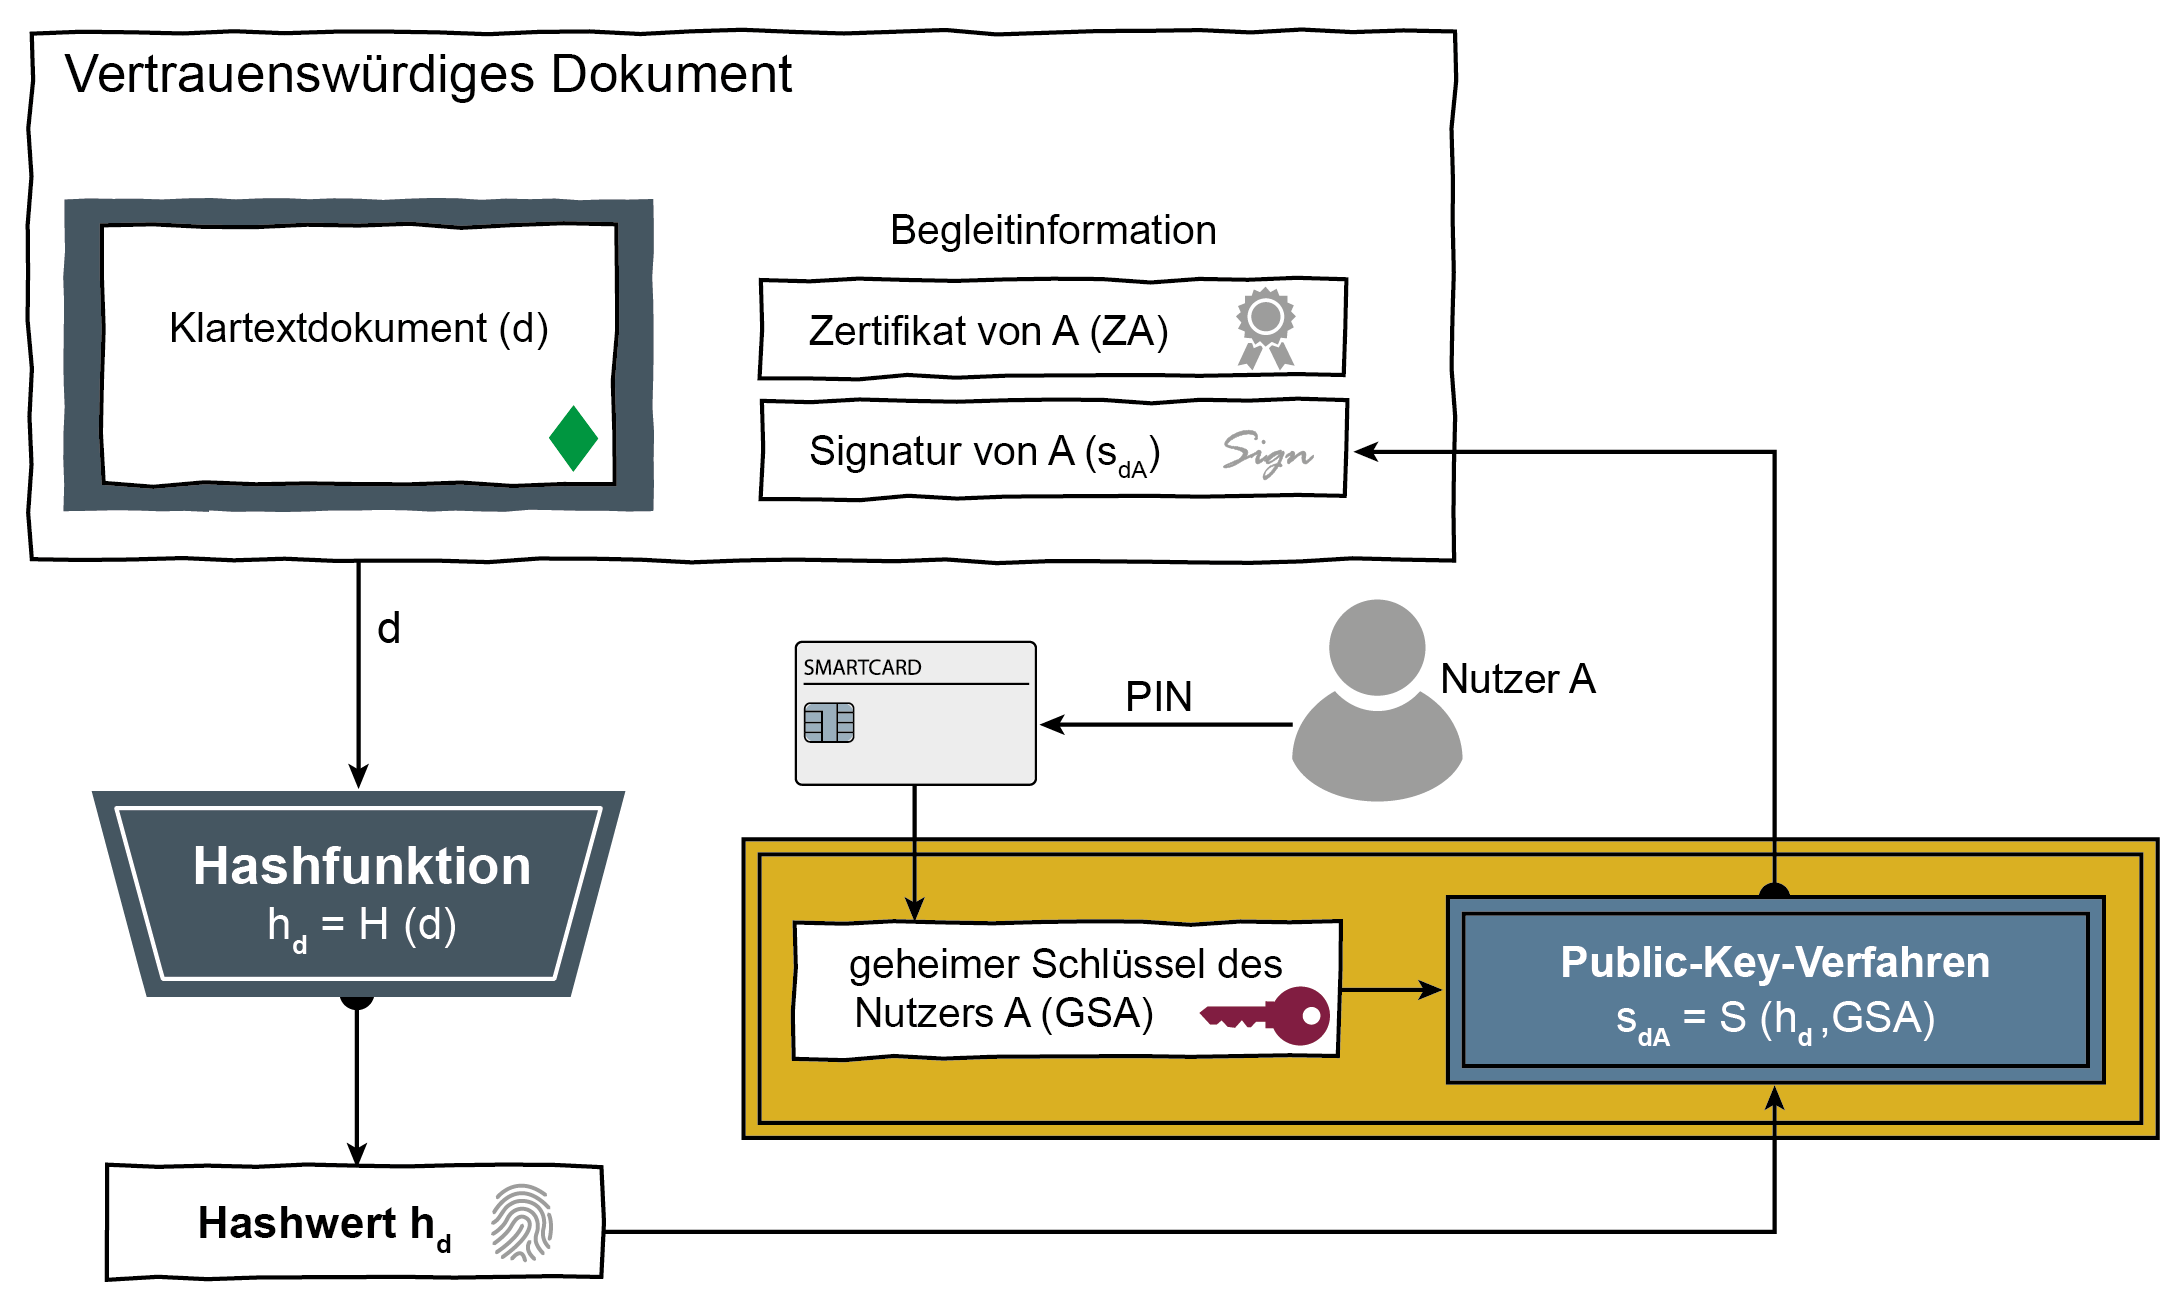 Vertrauenswürdiges Dokument
Klartextdokument (d)
Begleitinformation
Zertifikat von A (ZA)
Signatur von A (sdA)
Sign
d
SMARTCARD
PIN
Nutzer A
Hashfunktion
hd = H (d)
geheimer Schlüssel des
Nutzers A (GSA)
Public-Key-Verfahren
sdA = S (hd ,GSA)
Hashwert hd